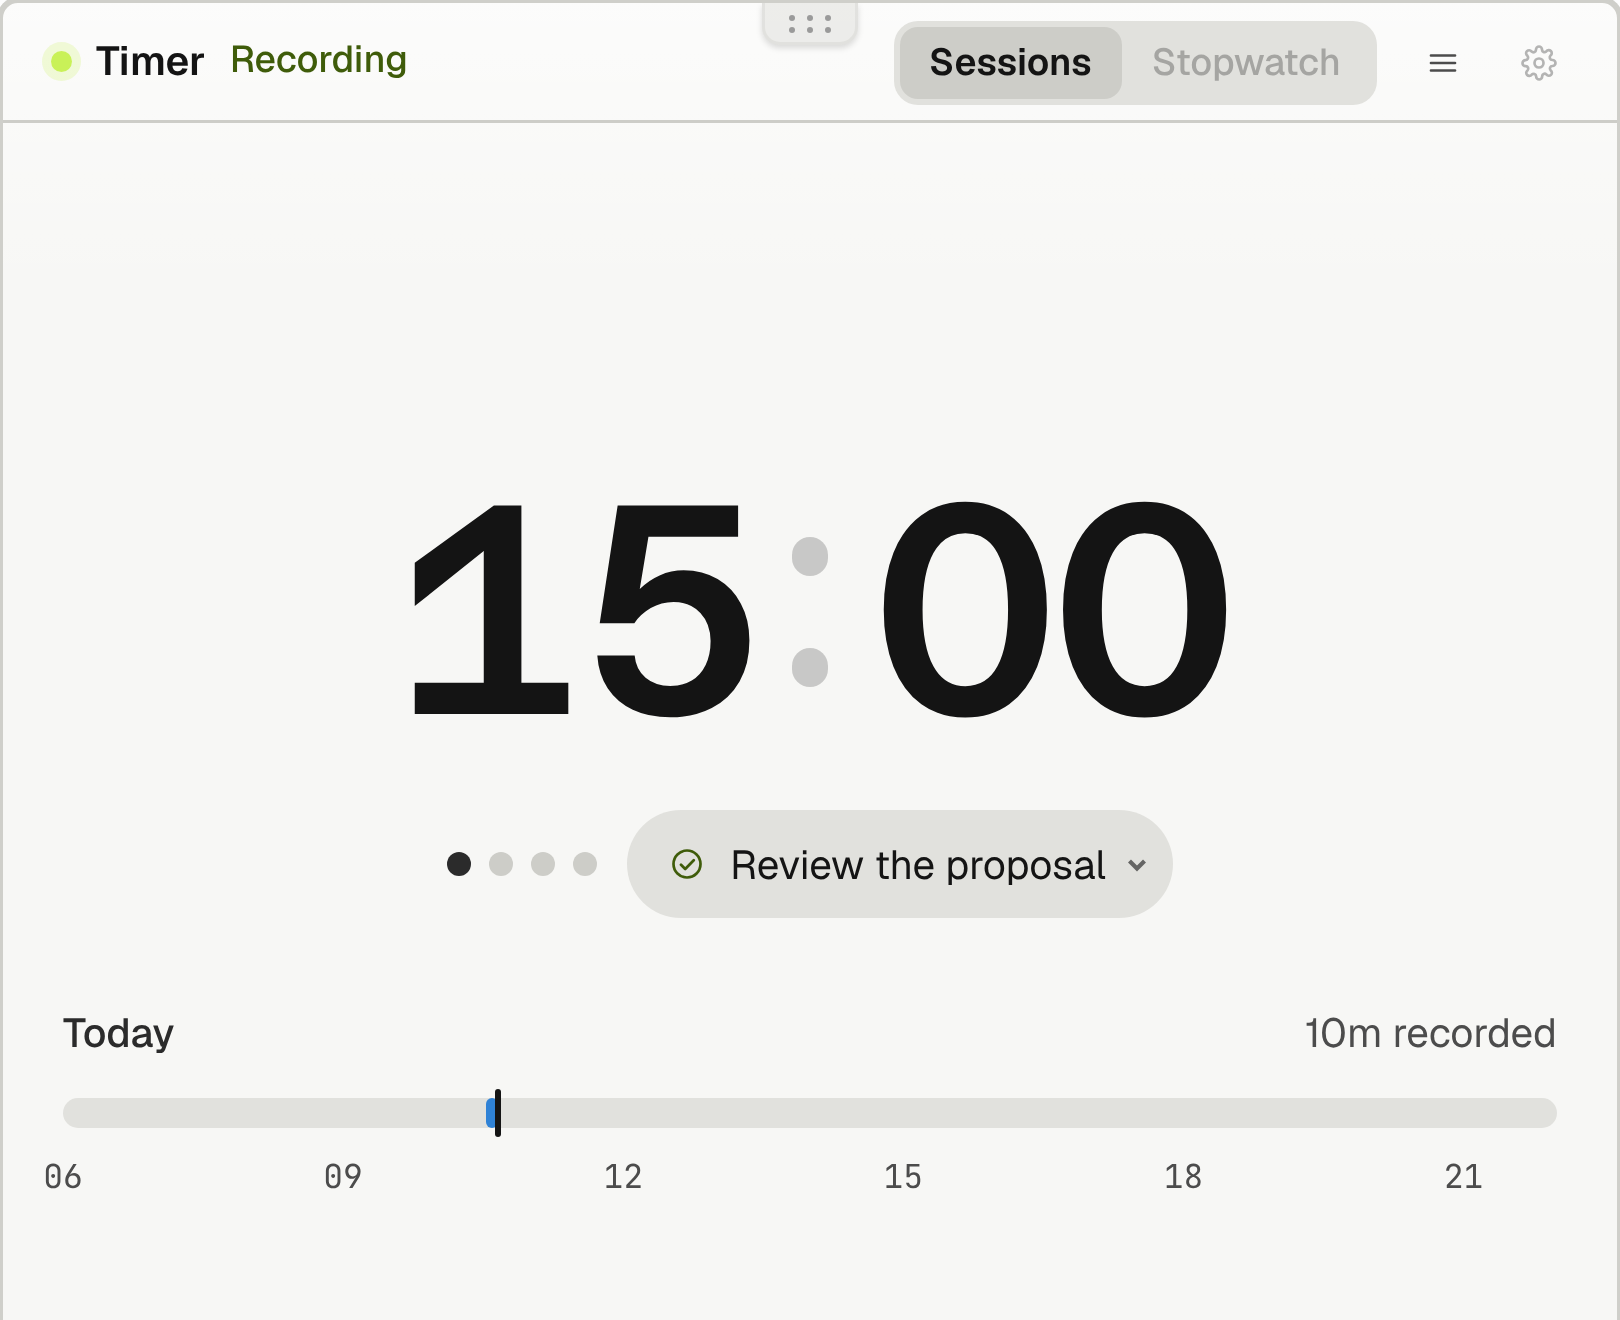 Timer Recording Sessions Stopwatch
15:00
Review the proposal
Today 10m recorded
06 09 12 15 18 21